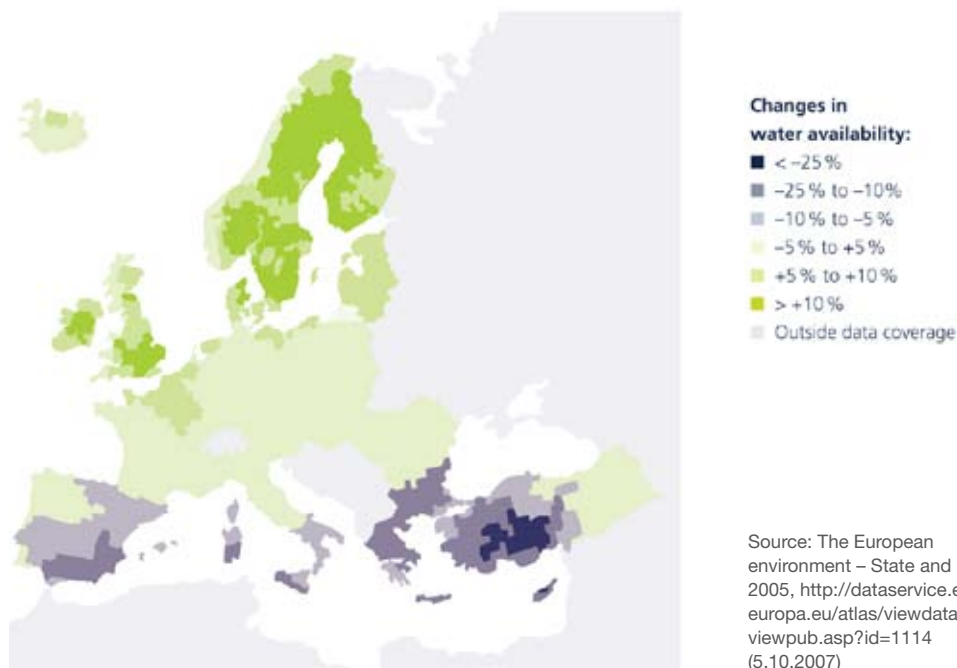 Changes in
water availability:
< –25 %
–25 % to –10%
–10 % to –5 %
–5 % to +5 %
+5 % to +10 %
> +10 %
Outside data coverage
Source: The European
environment – State and
2005, http://dataservice.e
europa.eu/atlas/viewdata
viewpub.asp?id=1114
(5.10.2007)